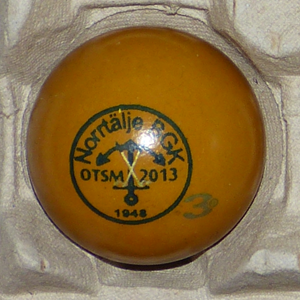 Norrtälje BGK
OTSM 2013
1948
3